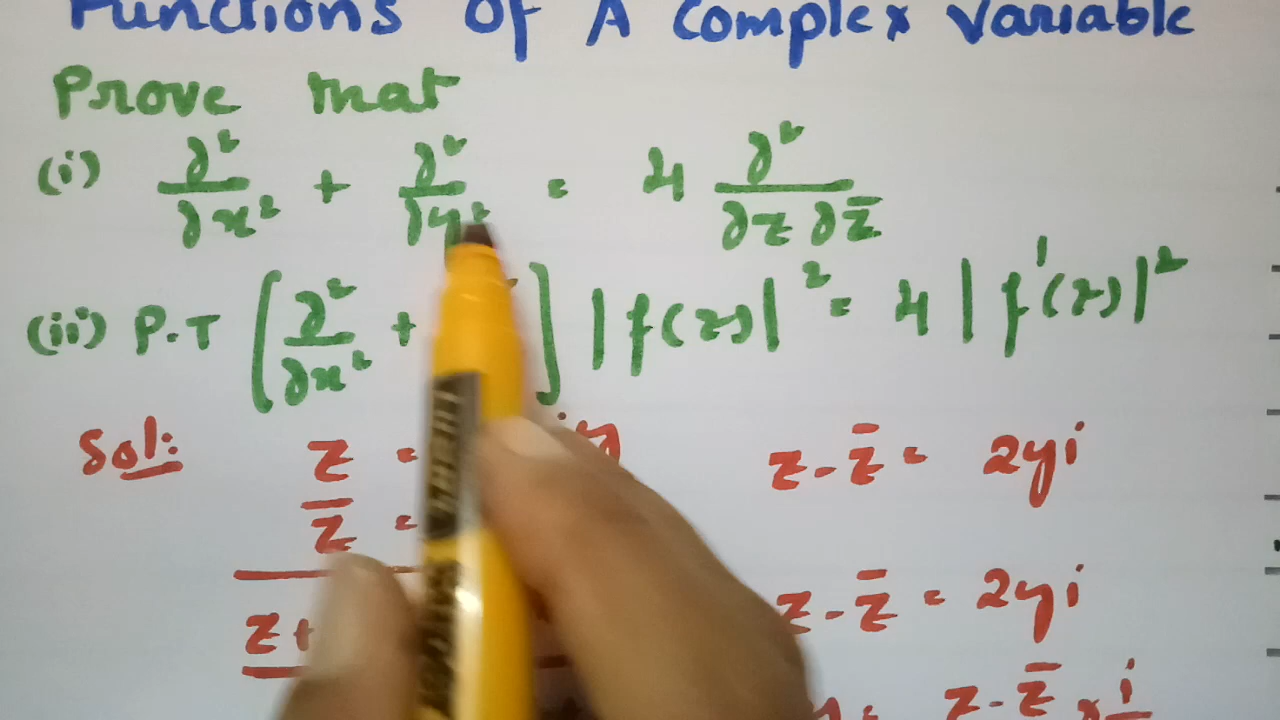 Functions Of A Complex Variable
Prove that
(i) ∂²/∂x² + ∂²/∂y² = 4 ∂²/∂z ∂z̄
(ii) P.T [∂²/∂x² + ] |f(z)|² = 4 |f'(z)|²
Sol: z = iy
z̄ =
z +
z - z̄ = 2yi
z - z̄ = 2yi
= z - z̄ × i